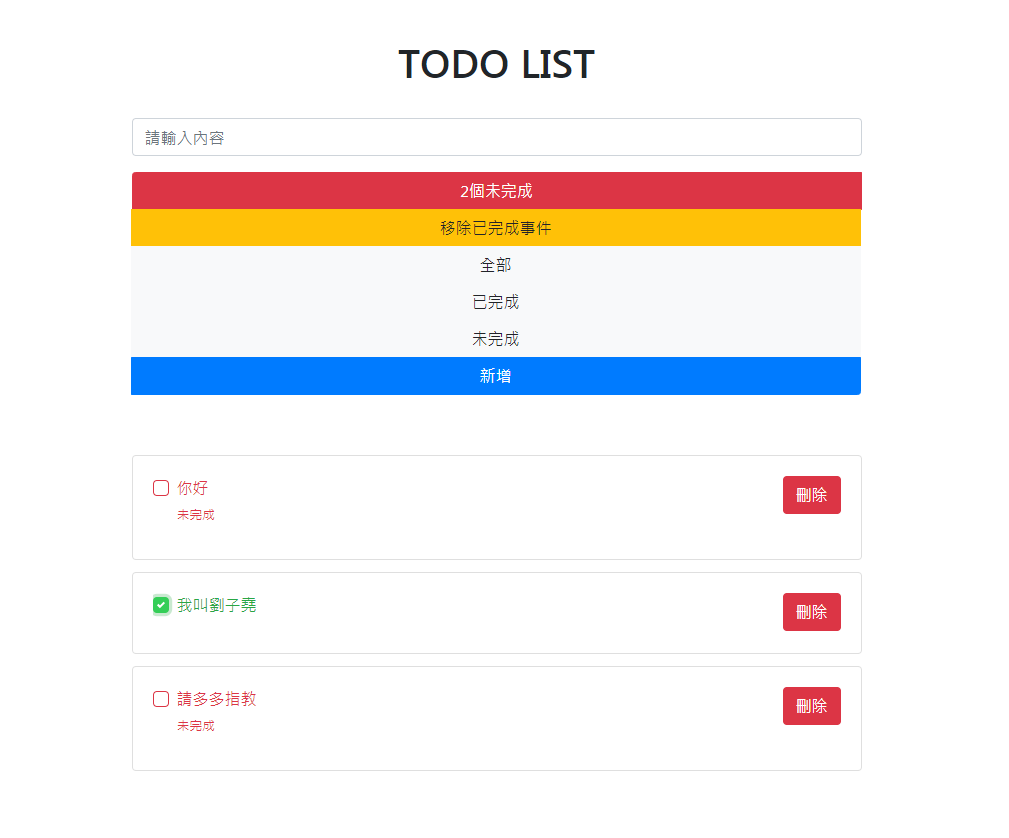 TODO LIST
請輸入內容
2個未完成
移除已完成事件
全部
已完成
未完成
新增
你好
未完成
刪除
我叫劉子堯
刪除
請多多指教
未完成
刪除